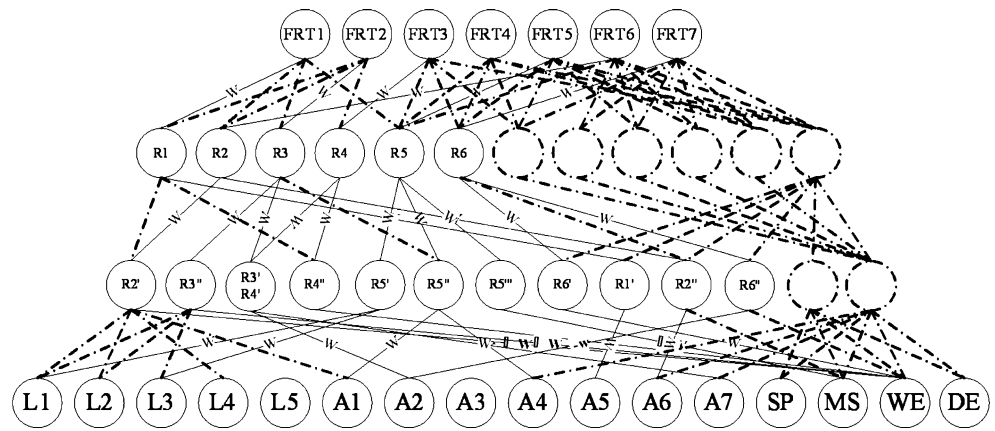 FRT1 FRT2 FRT3 FRT4 FRT5 FRT6 FRT7
W W W W W
R1 R2 R3 R4 R5 R6
W W W W W W W W W
R2' R3" R3' R4" R5' R5" R5''' R6' R1' R2" R6"
R4'
W W W W W W W W
L1 L2 L3 L4 L5 A1 A2 A3 A4 A5 A6 A7 SP MS WE DE